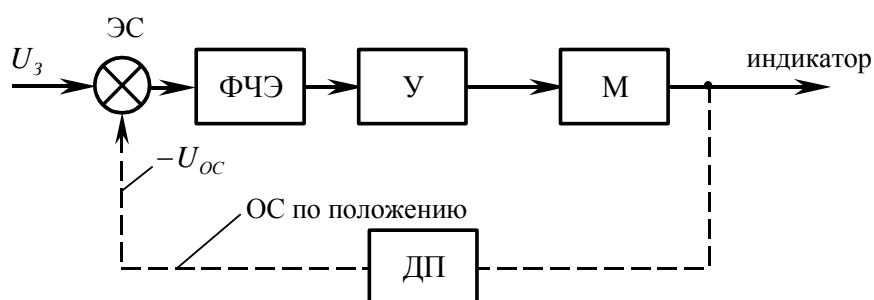 ЭС
U_З
ФЧЭ
У
М
индикатор
−U_ОС
ОС по положению
ДП